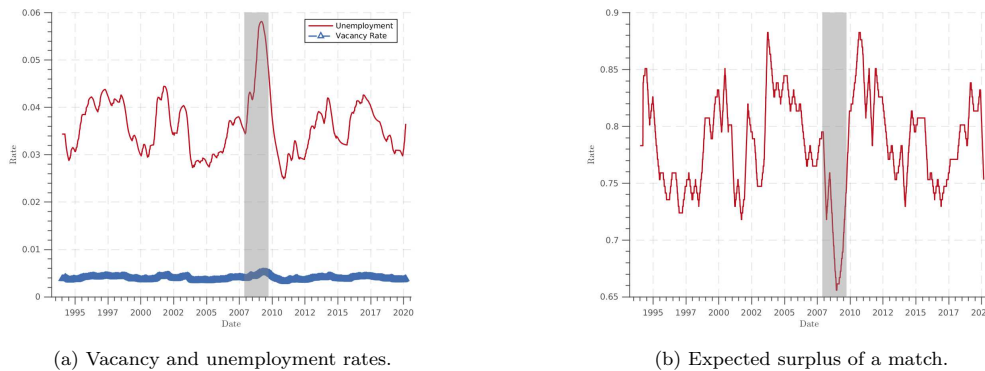 0.06
0.05
0.04
0.03
0.02
0.01
0
Rate
Unemployment
Vacancy Rate
1995 1997 2000 2002 2005 2007 2010 2012 2015 2017 2020
Date
(a) Vacancy and unemployment rates.
0.9
0.85
0.8
0.75
0.7
0.65
Rate
1995 1997 2000 2002 2005 2007 2010 2012 2015 2017
Date
(b) Expected surplus of a match.